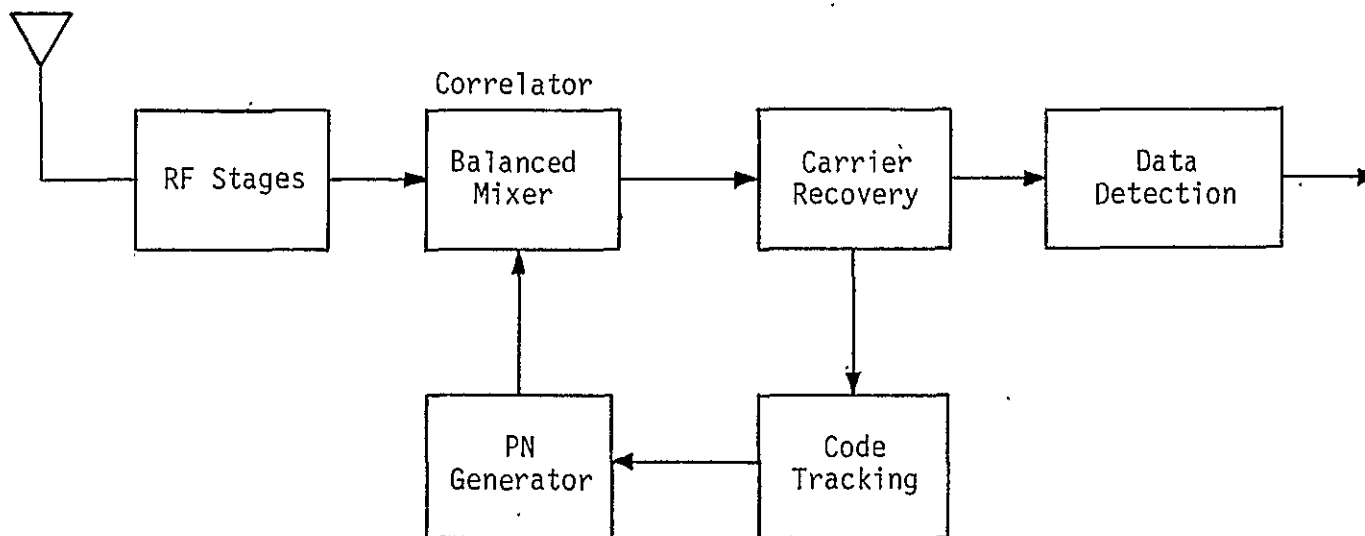 Correlator
RF Stages
Balanced
Mixer
Carrier
Recovery
Data
Detection
PN
Generator
Code
Tracking